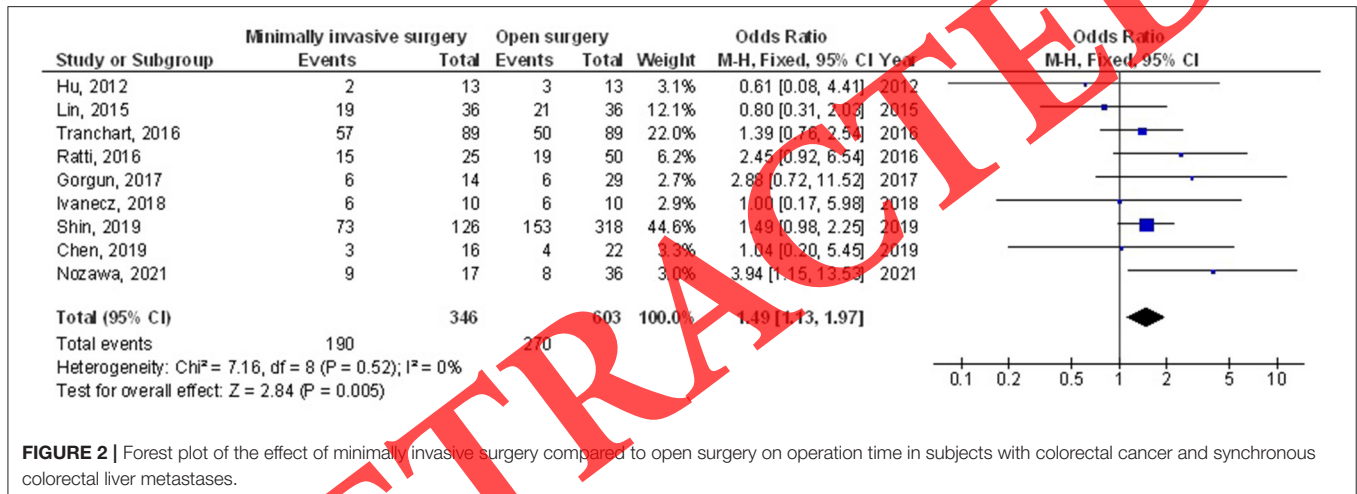 Minimally invasive surgery Open surgery Odds Ratio Odds Ratio
Study or Subgroup Events Total Events Total Weight M-H, Fixed, 95% CI Year M-H, Fixed, 95% CI
Hu, 2012 2 13 3 13 3.1% 0.61 [0.08, 4.41] 2012
Lin, 2015 19 36 21 36 12.1% 0.80 [0.31, 2.03] 2015
Tranchart, 2016 57 89 50 89 22.0% 1.39 [0.76, 2.54] 2016
Ratti, 2016 15 25 19 50 6.2% 2.45 [0.92, 6.54] 2016
Gorgun, 2017 6 14 6 29 2.7% 2.88 [0.72, 11.52] 2017
Ivanecz, 2018 6 10 6 10 2.9% 1.00 [0.17, 5.98] 2018
Shin, 2019 73 126 153 318 44.6% 1.49 [0.98, 2.25] 2019
Chen, 2019 3 16 4 22 3.3% 1.04 [0.20, 5.45] 2019
Nozawa, 2021 9 17 8 36 3.0% 3.94 [1.15, 13.53] 2021
Total (95% CI) 346 603 100.0% 1.49 [1.13, 1.97]
Total events 190 270
Heterogeneity: Chi² = 7.16, df = 8 (P = 0.52); I² = 0%
Test for overall effect: Z = 2.84 (P = 0.005)
0.1 0.2 0.5 1 2 5 10
FIGURE 2 | Forest plot of the effect of minimally invasive surgery compared to open surgery on operation time in subjects with colorectal cancer and synchronous
colorectal liver metastases.
TRACTED